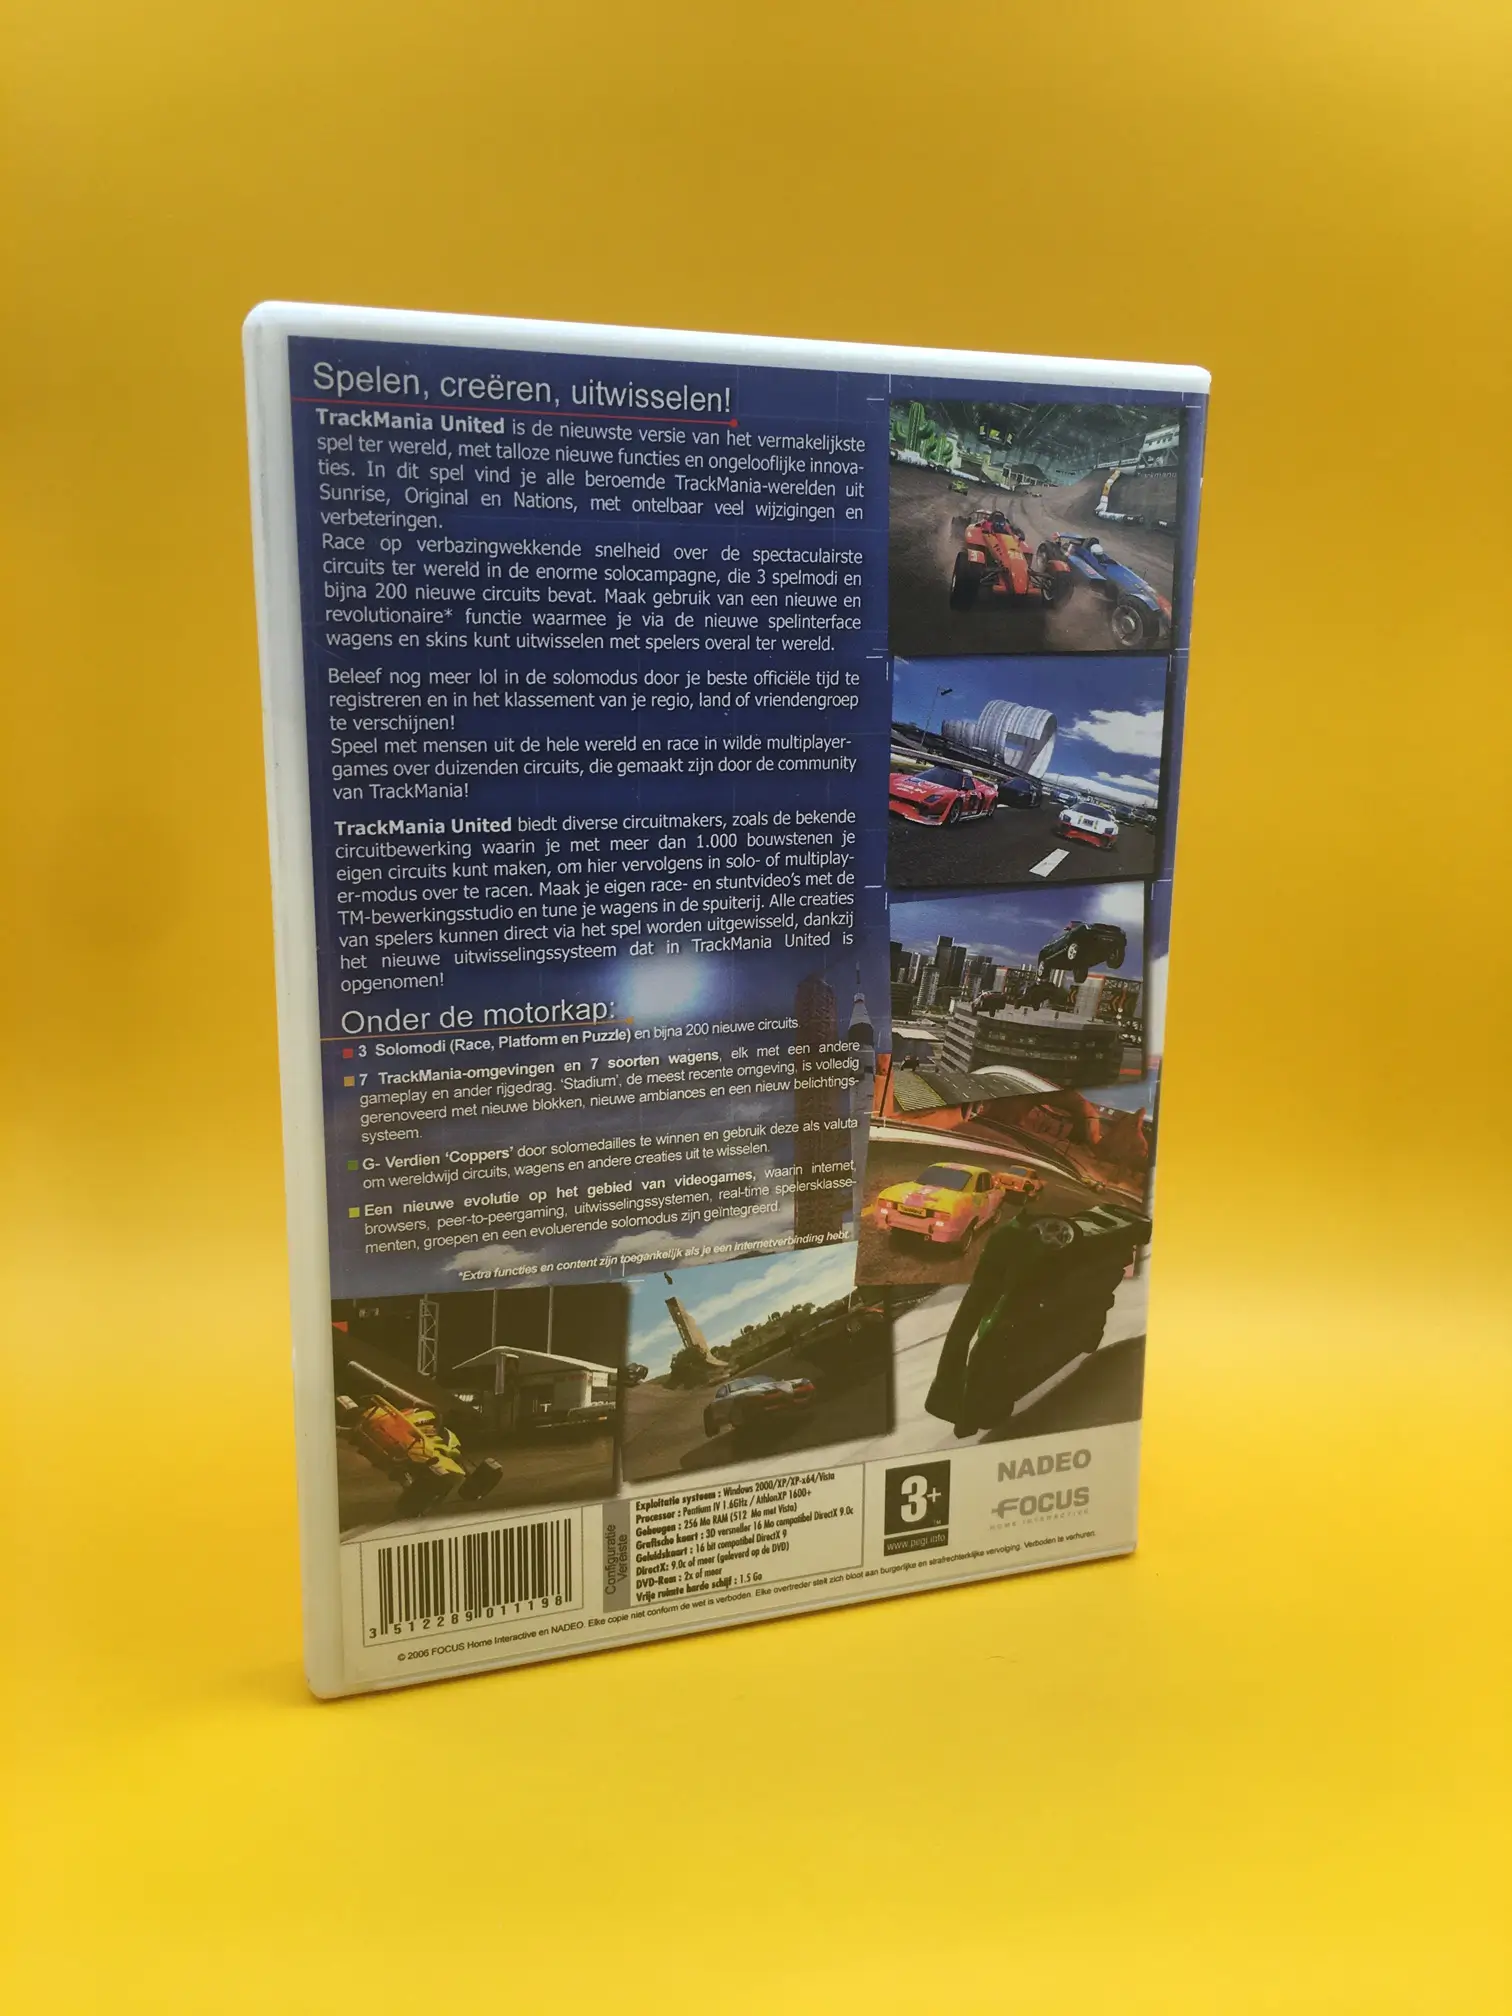 Spelen, creëren, uitwisselen!
TrackMania United is de nieuwste versie van het vermakelijkste
spel ter wereld, met talloze nieuwe functies en ongelooflijke innova-
ties. In dit spel vind je alle beroemde TrackMania-werelden uit
Sunrise, Original en Nations, met ontelbaar veel wijzigingen en
verbeteringen.
Race op verbazingwekkende snelheid over de spectaculairste
circuits ter wereld in de enorme solocampagne, die 3 spelmodi en
bijna 200 nieuwe circuits bevat. Maak gebruik van een nieuwe en
revolutionaire* functie waarmee je via de nieuwe spelinterface
wagens en skins kunt uitwisselen met spelers overal ter wereld.
Beleef nog meer lol in de solomodus door je beste officiële tijd te
registreren en in het klassement van je regio, land of vriendengroep
te verschijnen!
Speel met mensen uit de hele wereld en race in wilde multiplayer-
games over duizenden circuits, die gemaakt zijn door de community
van TrackMania!
TrackMania United biedt diverse circuitmakers, zoals de bekende
circuitbewerking waarin je met meer dan 1.000 bouwstenen je
eigen circuits kunt maken, om hier vervolgens in solo- of multiplay-
er-modus over te racen. Maak je eigen race- en stuntvideo's met de
TM-bewerkingsstudio en tune je wagens in de spuiterij. Alle creaties
van spelers kunnen direct via het spel worden uitgewisseld, dankzij
het nieuwe uitwisselingssysteem dat in TrackMania United is
opgenomen!
Onder de motorkap:
3 Solomodi (Race, Platform en Puzzle) en bijna 200 nieuwe circuits.
7 TrackMania-omgevingen en 7 soorten wagens, elk met een andere
gameplay en ander rijgedrag. 'Stadium', de meest recente omgeving, is volledig
gerenoveerd met nieuwe blokken, nieuwe ambiances en een nieuw belichtings-
systeem.
G- Verdien 'Coppers' door solomedailles te winnen en gebruik deze als valuta
om wereldwijd circuits, wagens en andere creaties uit te wisselen.
Een nieuwe evolutie op het gebied van videogames, waarin internet,
browsers, peer-to-peergaming, uitwisselingssystemen, real-time spelersklasse-
menten, groepen en een evoluerende solomodus zijn geïntegreerd.
*Extra functies en content zijn toegankelijk als je een internetverbinding hebt.
Configuratie
Vereiste
Exploitatie systeem : Windows 2000/XP/XP-x64/Vista
Processor : Pentium IV 1.6GHz / AthlonXP 1600+
Geheugen : 256 Mo RAM (512 Mo met Vista)
Grafische kaart : 3D versneller 16 Mo compatibel DirectX 9.0c
Geluidskaart : 16 bit compatibel DirectX 9
DirectX: 9.0c of meer (geleverd op de DVD)
DVD-Rom : 2x of meer
Vrije ruimte harde schijf : 1.5 Go
3+
www.pegi.info
NADEO
FOCUS
HOME INTERACTIVE
3 512289 011198
© 2006 FOCUS Home Interactive en NADEO. Elke copie niet conform de wet is verboden. Elke overtreder stelt zich bloot aan burgerlijke en strafrechterlijke vervolging. Verboden te verhuren.